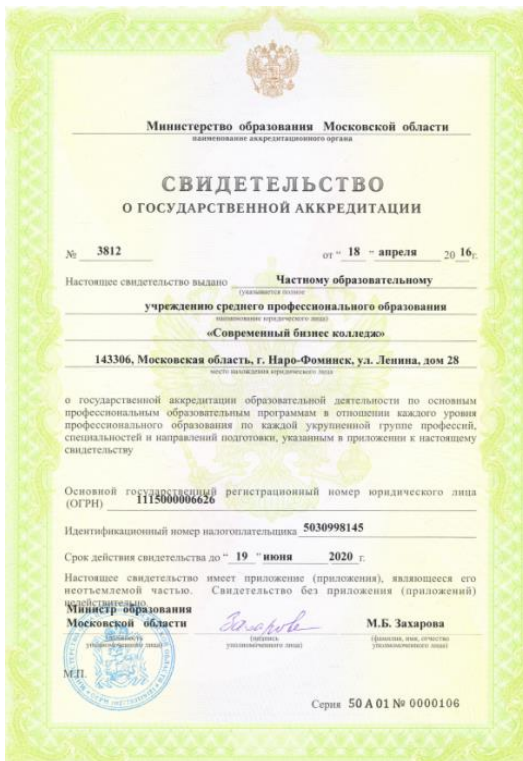 Министерство образования Московской области
наименование аккредитационного органа
СВИДЕТЕЛЬСТВО
О ГОСУДАРСТВЕННОЙ АККРЕДИТАЦИИ
№ 3812 от " 18 " апреля 20 16 г.
Настоящее свидетельство выдано Частному образовательному
(указывается полное
учреждению среднего профессионального образования
наименование юридического лица)
«Современный бизнес колледж»
143306, Московская область, г. Наро-Фоминск, ул. Ленина, дом 28
место нахождения юридического лица
о государственной аккредитации образовательной деятельности по основным
профессиональным образовательным программам в отношении каждого уровня
профессионального образования по каждой укрупненной группе профессий,
специальностей и направлений подготовки, указанным в приложении к настоящему
свидетельству
Основной государственный регистрационный номер юридического лица
(ОГРН) 1115000006626
Идентификационный номер налогоплательщика 5030998145
Срок действия свидетельства до " 19 " июня 2020 г.
Настоящее свидетельство имеет приложение (приложения), являющееся его
неотъемлемой частью. Свидетельство без приложения (приложений)
недействительно.
Министр образования
Московской области Захарова М.Б. Захарова
(должность (подпись (фамилия, имя, отчество
уполномоченного лица) уполномоченного лица) уполномоченного лица)
М.П.
Серия 50 А 01 № 0000106